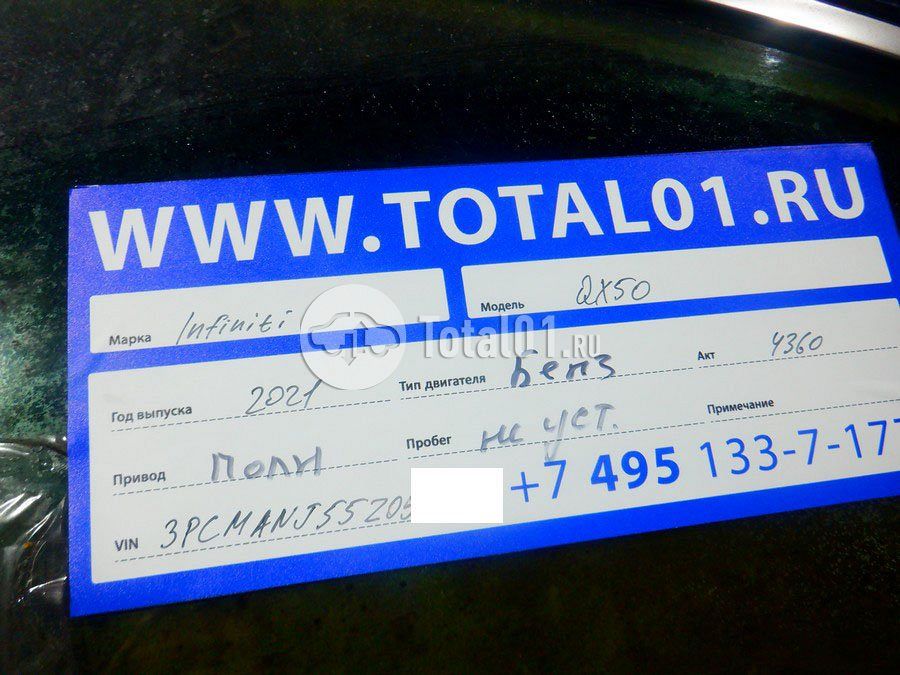 WWW.TOTAL01.RU
Марка Infiniti Модель QX50
Total01.ru
Год выпуска 2021 Тип двигателя Бенз Акт 4360
Привод Полн Пробег не уст. Примечание
VIN 3PCMANJ55Z05 +7 495 133-7-177